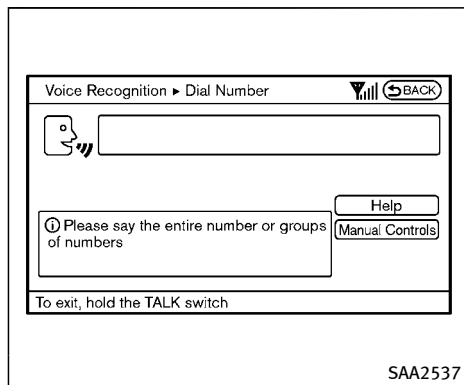 Voice Recognition ▸ Dial Number
BACK
Help
Manual Controls
Please say the entire number or groups
of numbers
To exit, hold the TALK switch
SAA2537